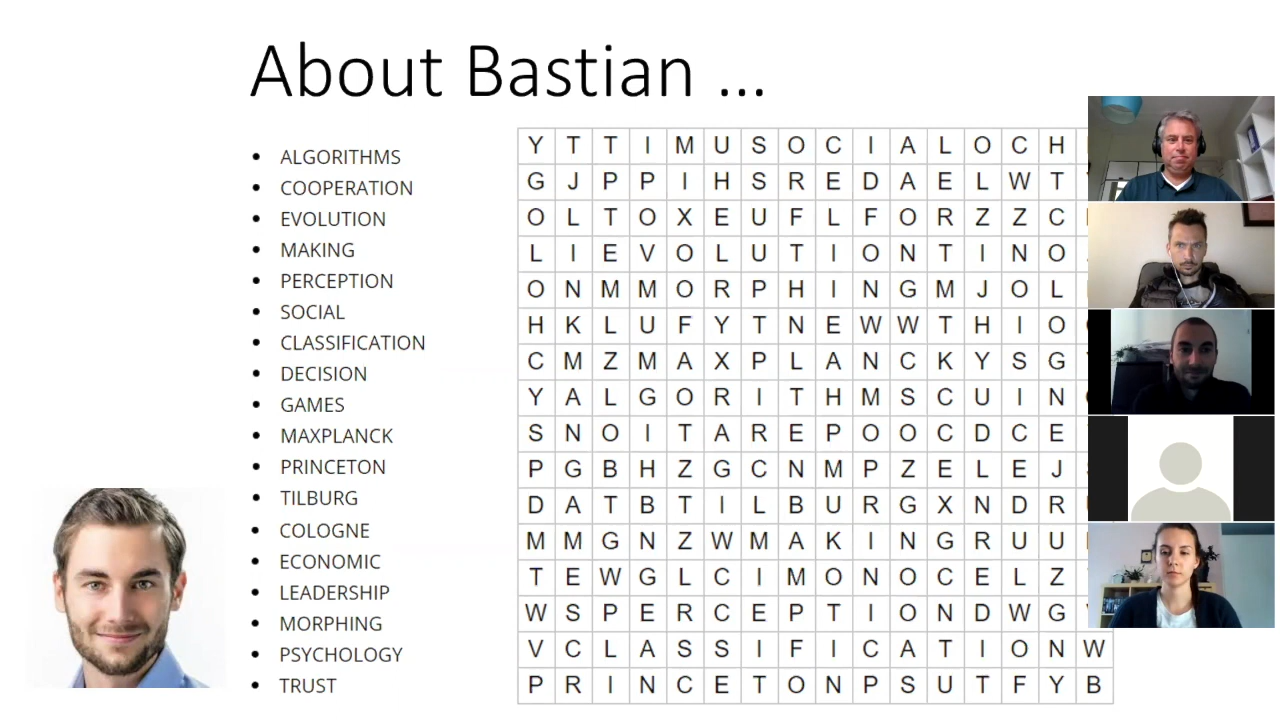 About Bastian ...
• ALGORITHMS
• COOPERATION
• EVOLUTION
• MAKING
• PERCEPTION
• SOCIAL
• CLASSIFICATION
• DECISION
• GAMES
• MAXPLANCK
• PRINCETON
• TILBURG
• COLOGNE
• ECONOMIC
• LEADERSHIP
• MORPHING
• PSYCHOLOGY
• TRUST
Y T T I M U S O C I A L O C H
G J P P I H S R E D A E L W T
O L T O X E U F L F O R Z Z C
L I E V O L U T I O N T I N O
O N M M O R P H I N G M J O L
H K L U F Y T N E W W T H I O
C M Z M A X P L A N C K Y S G
Y A L G O R I T H M S C U I N
S N O I T A R E P O O C D C E
P G B H Z G C N M P Z E L E J
D A T B T I L B U R G X N D R
M M G N Z W M A K I N G R U U
T E W G L C I M O N O C E L Z
W S P E R C E P T I O N D W G
V C L A S S I F I C A T I O N W
P R I N C E T O N P S U T F Y B